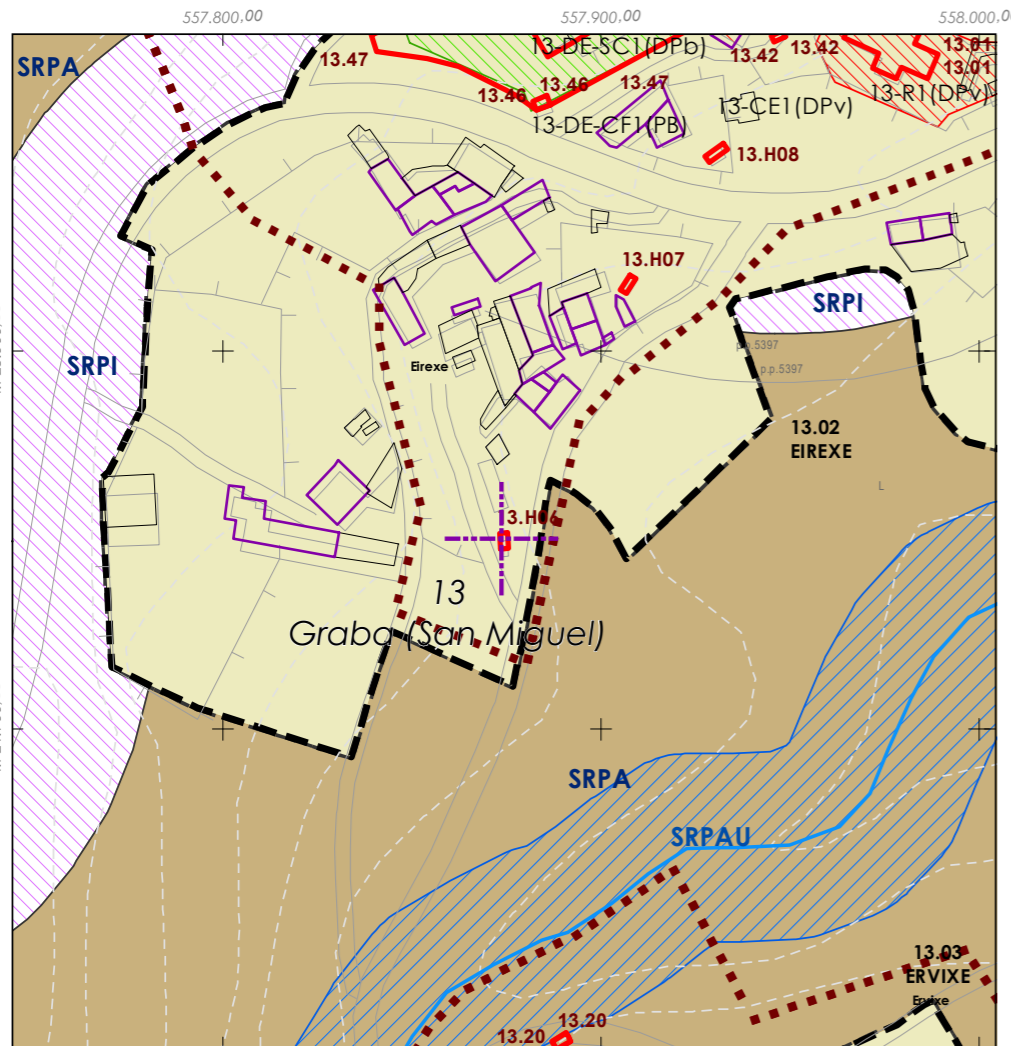 557.800,00
557.900,00
558.000,00
SRPA
13.47
13-DE-SC1(DPb)
13.42
13.42
13.01
13.01
13.46
13.46
13.47
13-CE1(DPv)
13-R1(DPv)
13-DE-CF1(PB)
13.H08
13.H07
SRPI
SRPI
p.p.5397
p.p.5397
Eirexe
13.02
EIREXE
L
3.H06
13
Graba (San Miguel)
SRPA
SRPAU
13.03
ERVIXE
Ervixe
13.20
13.20